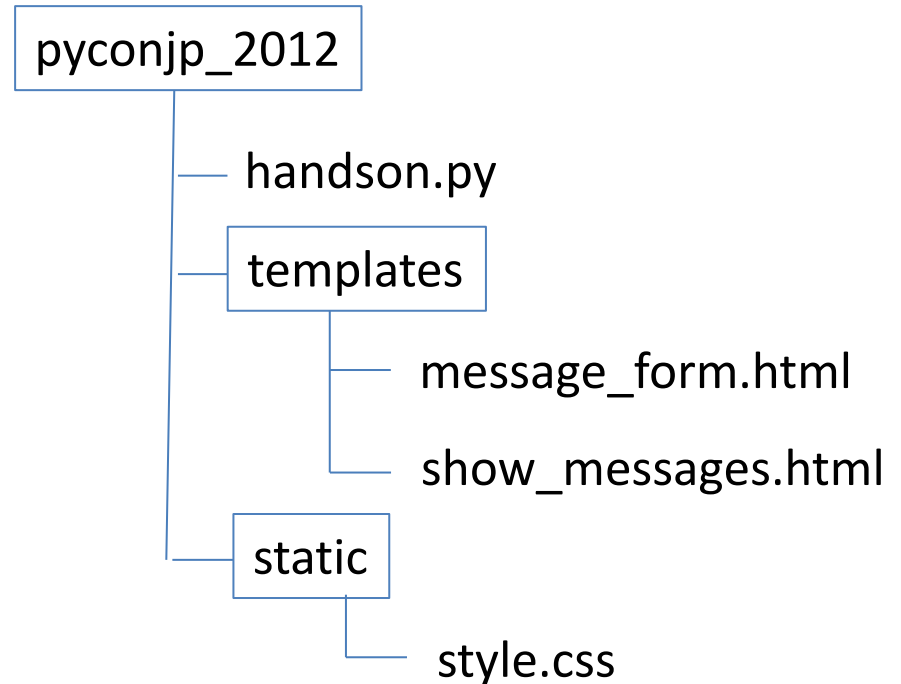 pyconjp_2012
handson.py
templates
message_form.html
show_messages.html
static
style.css